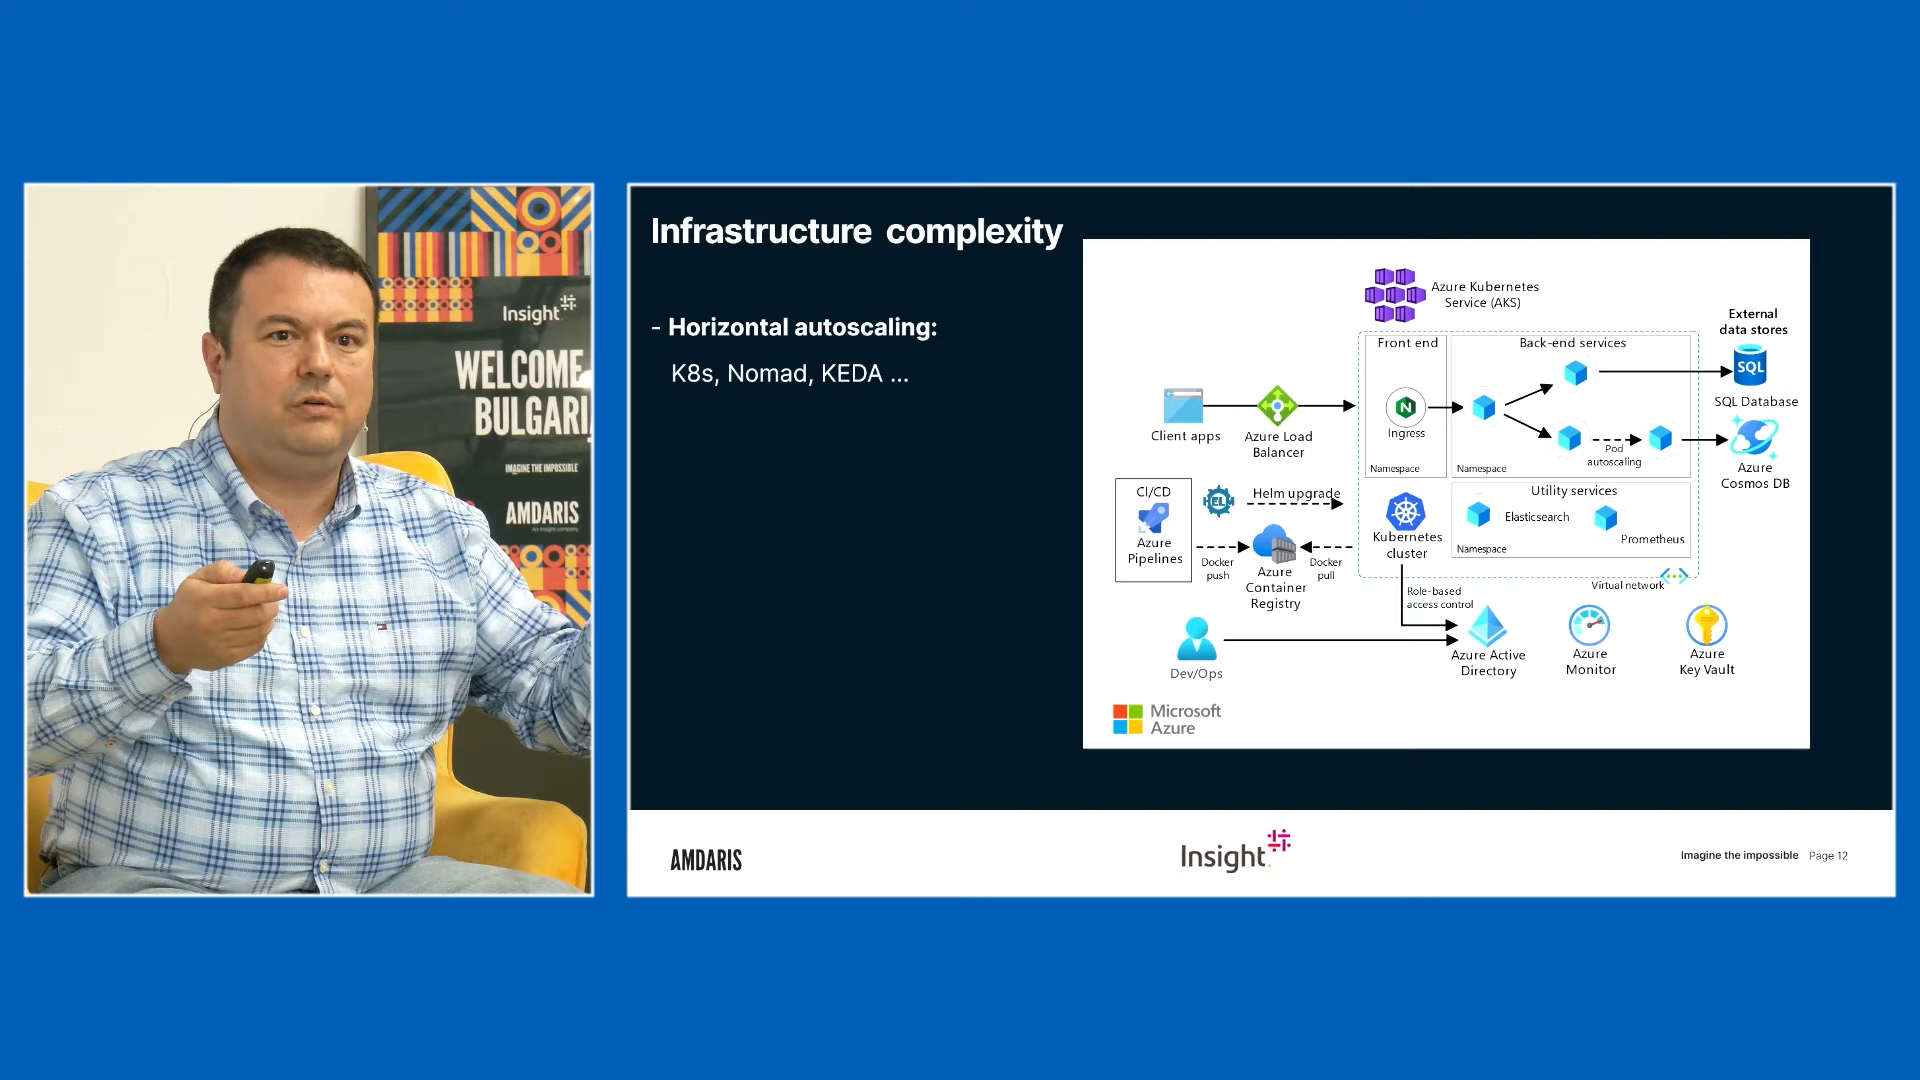 Insight
WELCOME
BULGARI
IMAGINE THE IMPOSSIBLE
AMDARIS
An Insight company
Infrastructure complexity
- Horizontal autoscaling:
K8s, Nomad, KEDA ...
Azure Kubernetes
Service (AKS)
External
data stores
Front end
Back-end services
SQL
SQL Database
Client apps
Azure Load
Balancer
N
Ingress
Pod
autoscaling
Namespace
Namespace
Azure
Cosmos DB
CI/CD
Azure
Pipelines
HELM
Helm upgrade
Utility services
Elasticsearch
Prometheus
Namespace
Kubernetes
cluster
Docker
push
Azure
Container
Registry
Docker
pull
Virtual network
Role-based
access control
Dev/Ops
Azure Active
Directory
Azure
Monitor
Azure
Key Vault
Microsoft
Azure
AMDARIS
Insight
Imagine the impossible Page 12